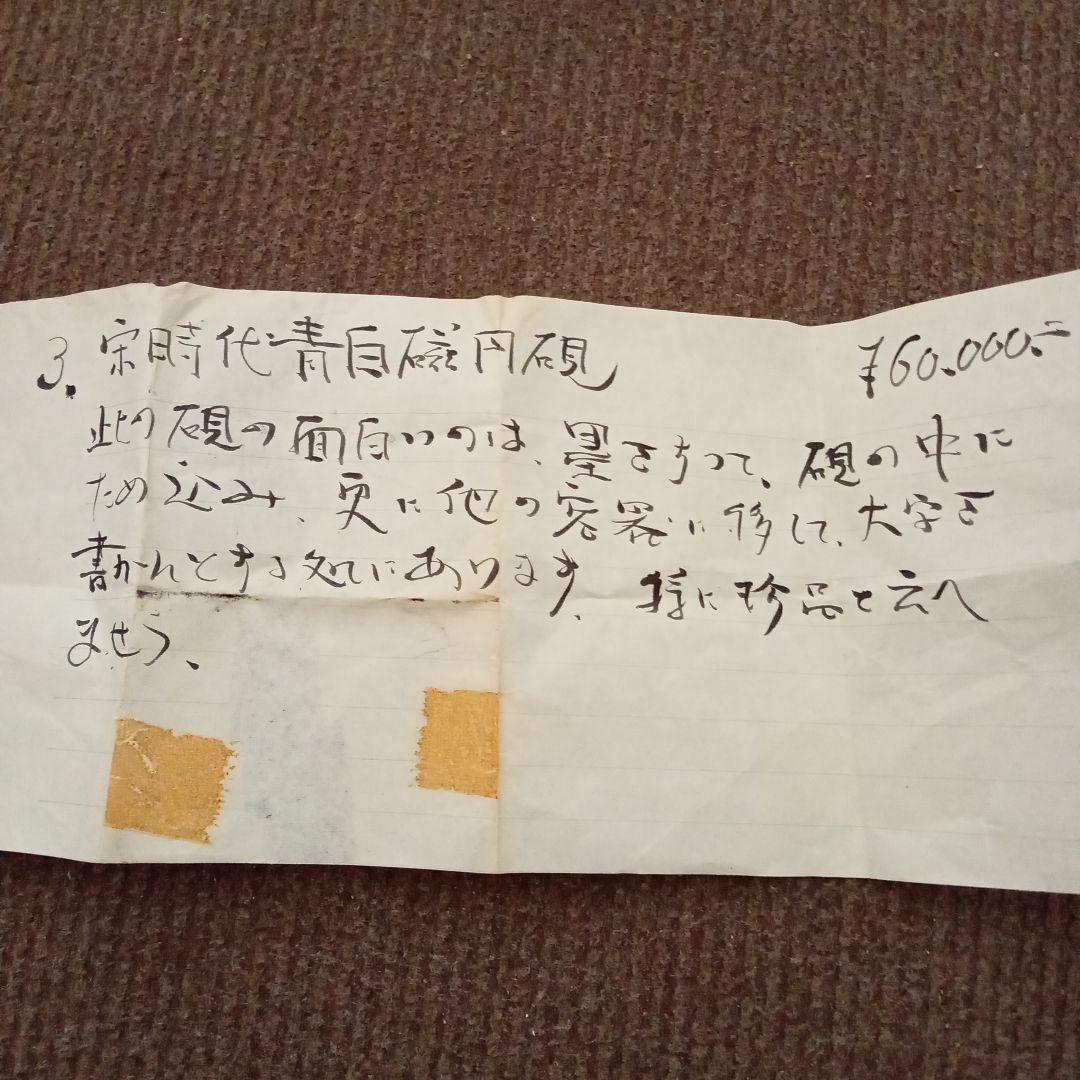 3. 宋時代青白磁円硯 ¥60,000.-
此の硯の面白いのは、墨をすって、硯の中に
ため込み、更に他の容器に移して、大字を
書かんとする処にあります。特に珍品と云へ
ませう。